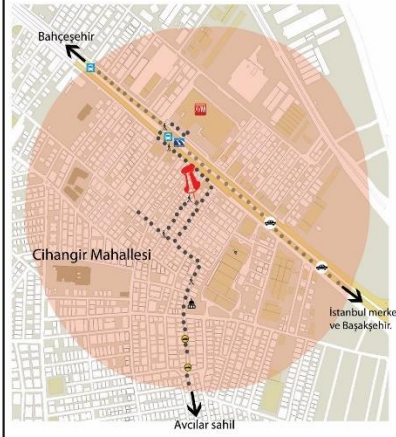 Bahçeşehir
Cihangir Mahallesi
İstanbul merke
ve Başakşehir.
Avcılar sahil